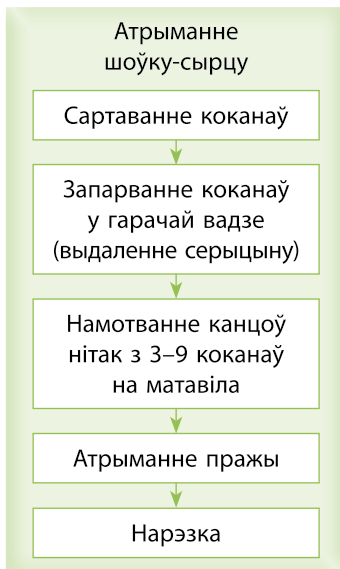 Атрыманне
шоўку-сырцу
Сартаванне коканаў
Запарванне коканаў
у гарачай вадзе
(выдаленне серыцыну)
Намотванне канцоў
нітак з 3–9 коканаў
на матавіла
Атрыманне пражы
Нарэзка